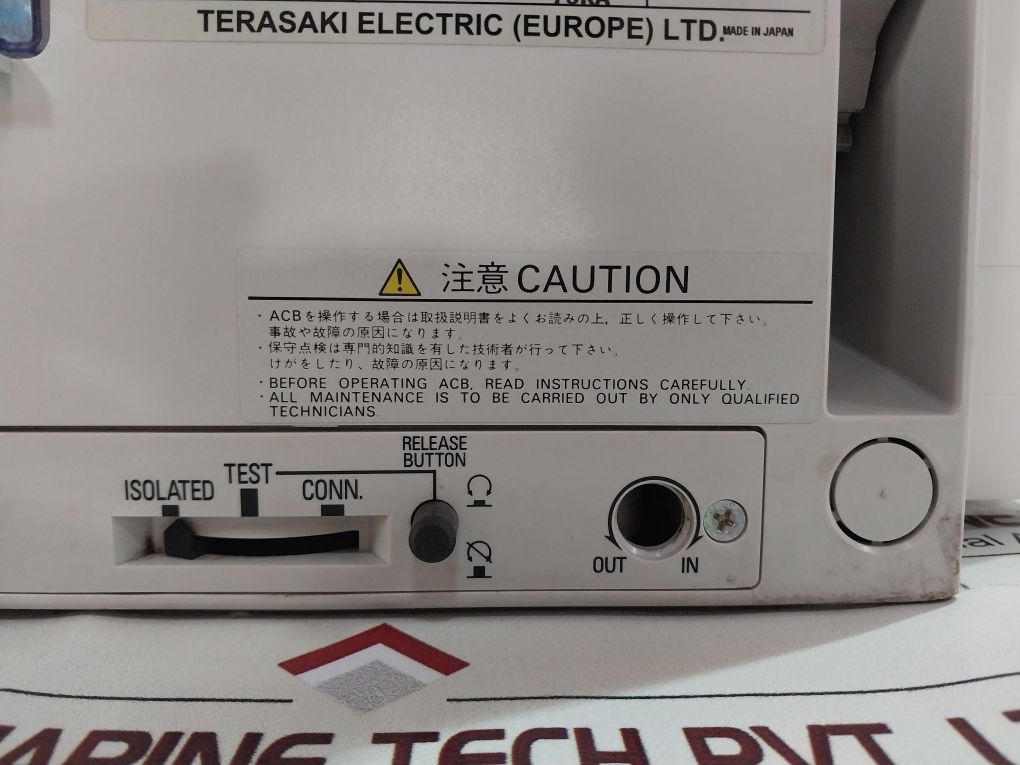 TERASAKI ELECTRIC (EUROPE) LTD. MADE IN JAPAN
注意 CAUTION
・ACBを操作する場合は取扱説明書をよくお読みの上，正しく操作して下さい。
事故や故障の原因になります。
・保守点検は専門的知識を有した技術者が行って下さい。
けがをしたり、故障の原因になります。
・BEFORE OPERATING ACB, READ INSTRUCTIONS CAREFULLY.
・ALL MAINTENANCE IS TO BE CARRIED OUT BY ONLY QUALIFIED
TECHNICIANS.
RELEASE
BUTTON
ISOLATED TEST CONN.
OUT IN
TECH PVT.